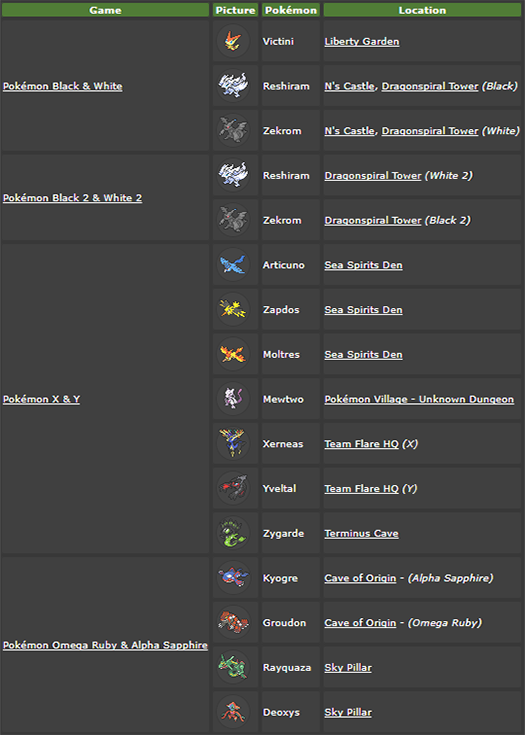 Game Picture Pokémon Location
Pokémon Black & White
Victini Liberty Garden
Reshiram N's Castle, Dragonspiral Tower (Black)
Zekrom N's Castle, Dragonspiral Tower (White)
Pokémon Black 2 & White 2
Reshiram Dragonspiral Tower (White 2)
Zekrom Dragonspiral Tower (Black 2)
Pokémon X & Y
Articuno Sea Spirits Den
Zapdos Sea Spirits Den
Moltres Sea Spirits Den
Mewtwo Pokémon Village - Unknown Dungeon
Xerneas Team Flare HQ (X)
Yveltal Team Flare HQ (Y)
Zygarde Terminus Cave
Pokémon Omega Ruby & Alpha Sapphire
Kyogre Cave of Origin - (Alpha Sapphire)
Groudon Cave of Origin - (Omega Ruby)
Rayquaza Sky Pillar
Deoxys Sky Pillar